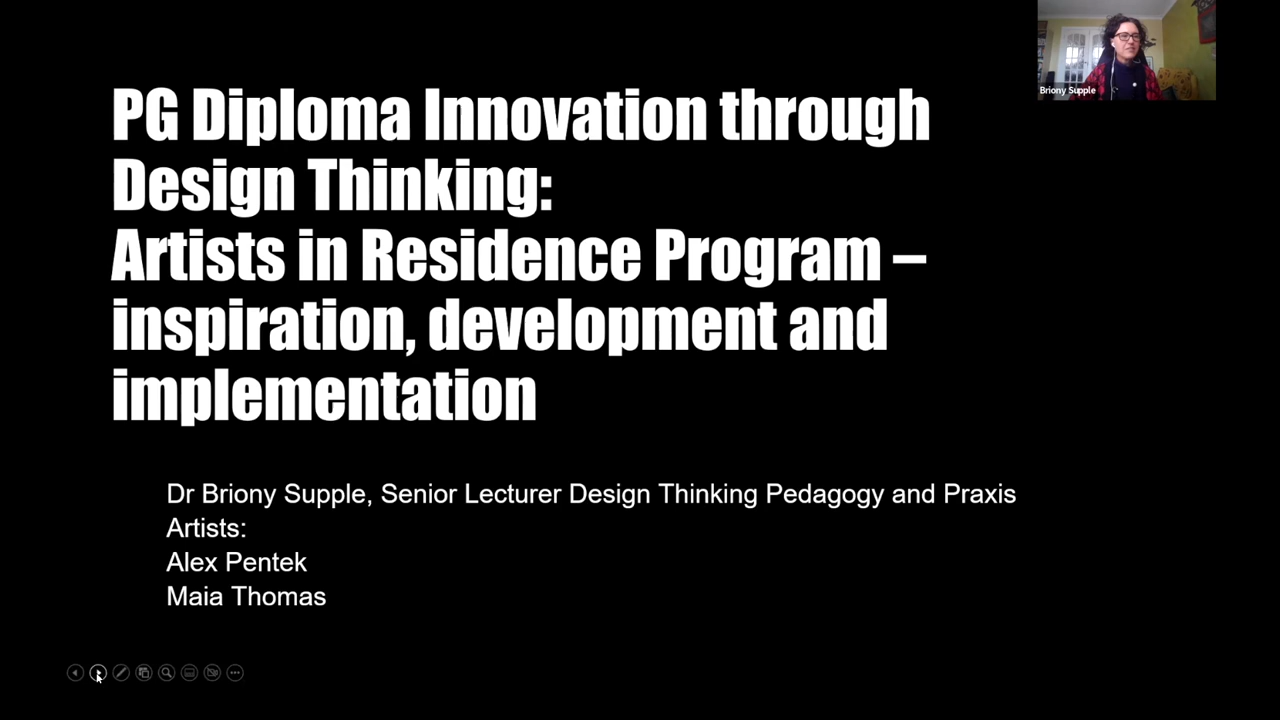 PG Diploma Innovation through
Design Thinking:
Artists in Residence Program –
inspiration, development and
implementation
Dr Briony Supple, Senior Lecturer Design Thinking Pedagogy and Praxis
Artists:
Alex Pentek
Maia Thomas
Briony Supple